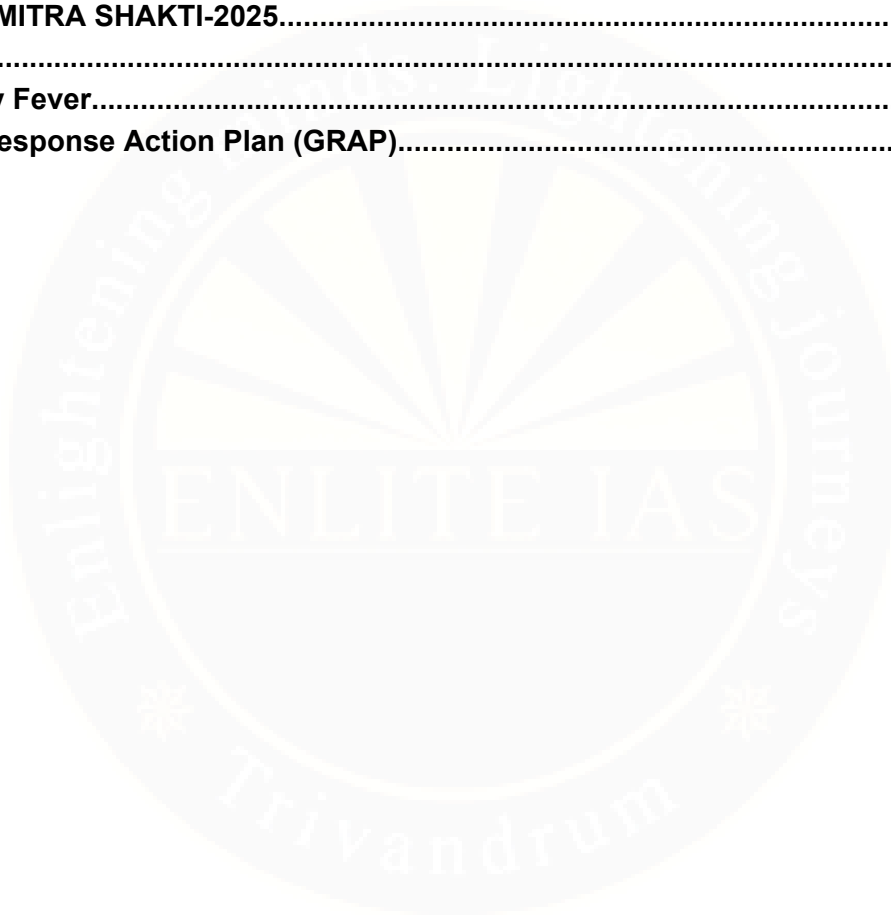 MITRA SHAKTI-2025................................................................................
................................................................................................................
y Fever....................................................................................................
esponse Action Plan (GRAP).............................................................
Enlightening minds. Lightening journeys
ENLITE IAS
Trivandrum